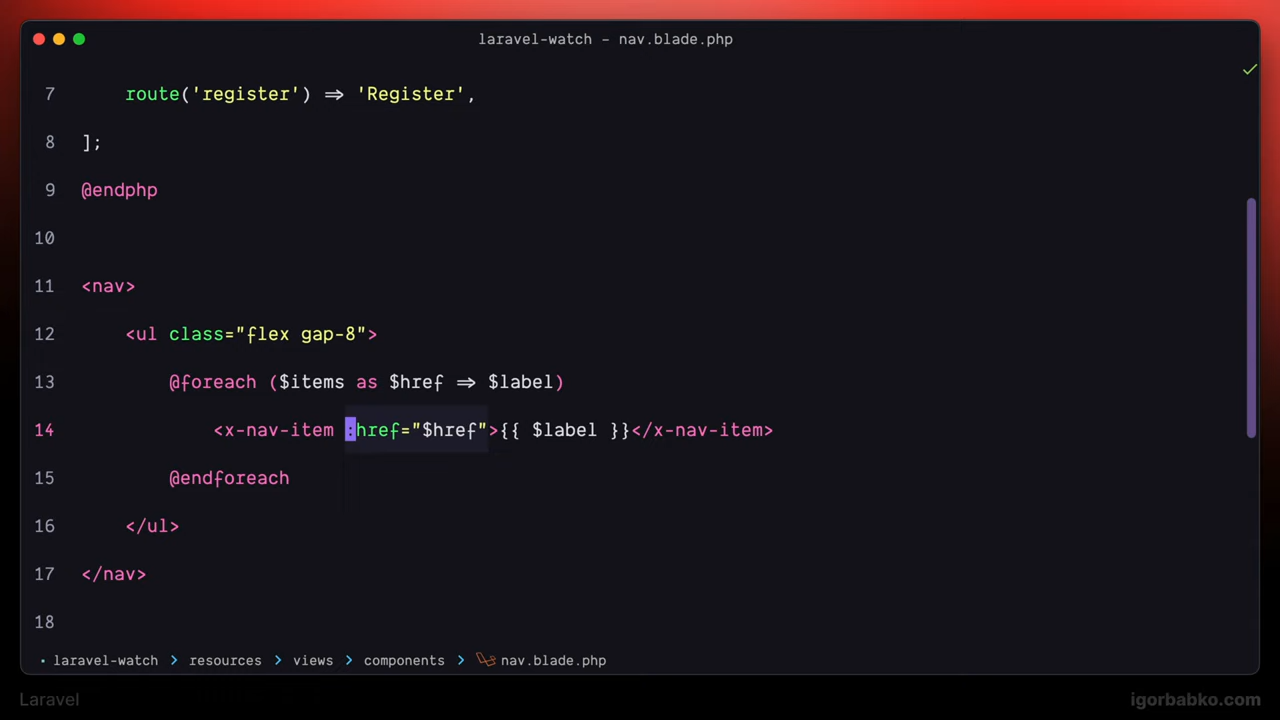 laravel-watch – nav.blade.php
7 route('register') => 'Register',
8 ];
9 @endphp
10
11 <nav>
12 <ul class="flex gap-8">
13 @foreach ($items as $href => $label)
14 <x-nav-item :href="$href">{{ $label }}</x-nav-item>
15 @endforeach
16 </ul>
17 </nav>
18
laravel-watch > resources > views > components > nav.blade.php
Laravel
igorbabko.com